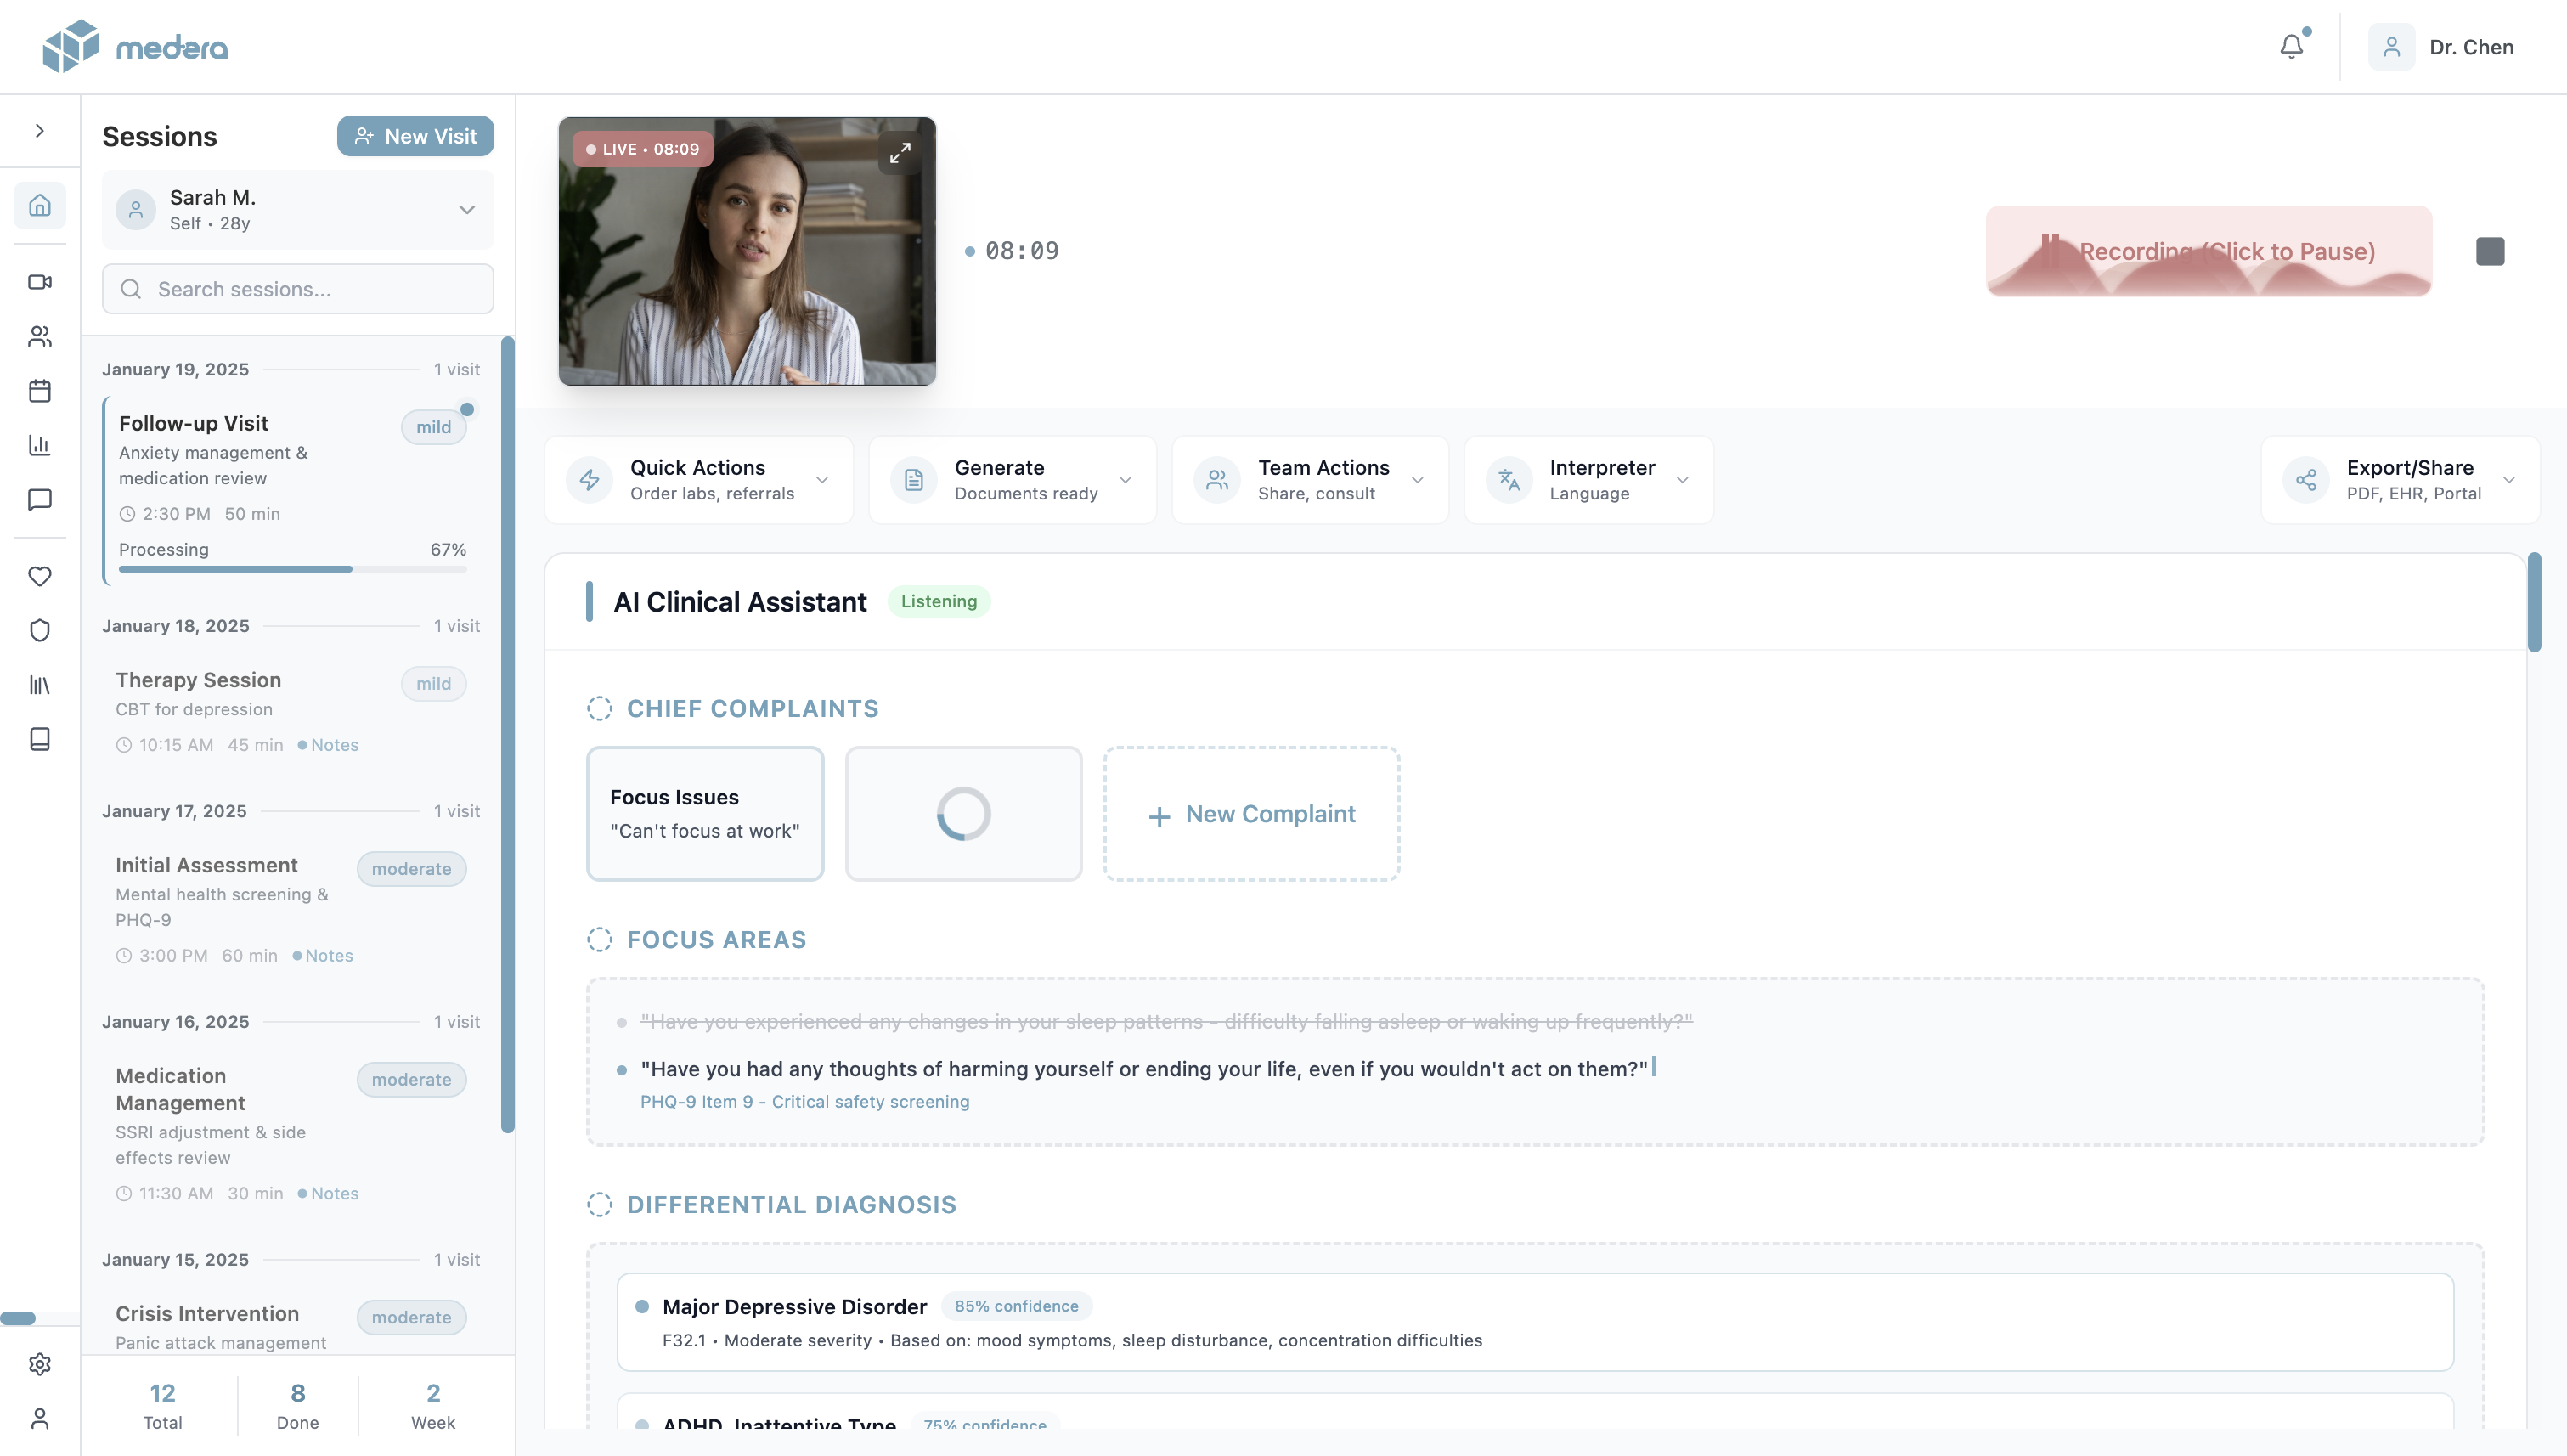 medera
Dr. Chen
Sessions
New Visit
Sarah M.
Self • 28y
Search sessions...
January 19, 2025
1 visit
Follow-up Visit
mild
Anxiety management &
medication review
2:30 PM 50 min
Processing 67%
January 18, 2025
1 visit
Therapy Session
mild
CBT for depression
10:15 AM 45 min Notes
January 17, 2025
1 visit
Initial Assessment
moderate
Mental health screening &
PHQ-9
3:00 PM 60 min Notes
January 16, 2025
1 visit
Medication
Management
moderate
SSRI adjustment & side
effects review
11:30 AM 30 min Notes
January 15, 2025
1 visit
Crisis Intervention
moderate
Panic attack management
12
Total
8
Done
2
Week
LIVE • 08:09
08:09
Recording (Click to Pause)
Quick Actions
Order labs, referrals
Generate
Documents ready
Team Actions
Share, consult
Interpreter
Language
Export/Share
PDF, EHR, Portal
AI Clinical Assistant
Listening
CHIEF COMPLAINTS
Focus Issues
"Can't focus at work"
New Complaint
FOCUS AREAS
"Have you experienced any changes in your sleep patterns - difficulty falling asleep or waking up frequently?"
"Have you had any thoughts of harming yourself or ending your life, even if you wouldn't act on them?"
PHQ-9 Item 9 - Critical safety screening
DIFFERENTIAL DIAGNOSIS
Major Depressive Disorder
85% confidence
F32.1 • Moderate severity • Based on: mood symptoms, sleep disturbance, concentration difficulties
ADHD, Inattentive Type
75% confidence